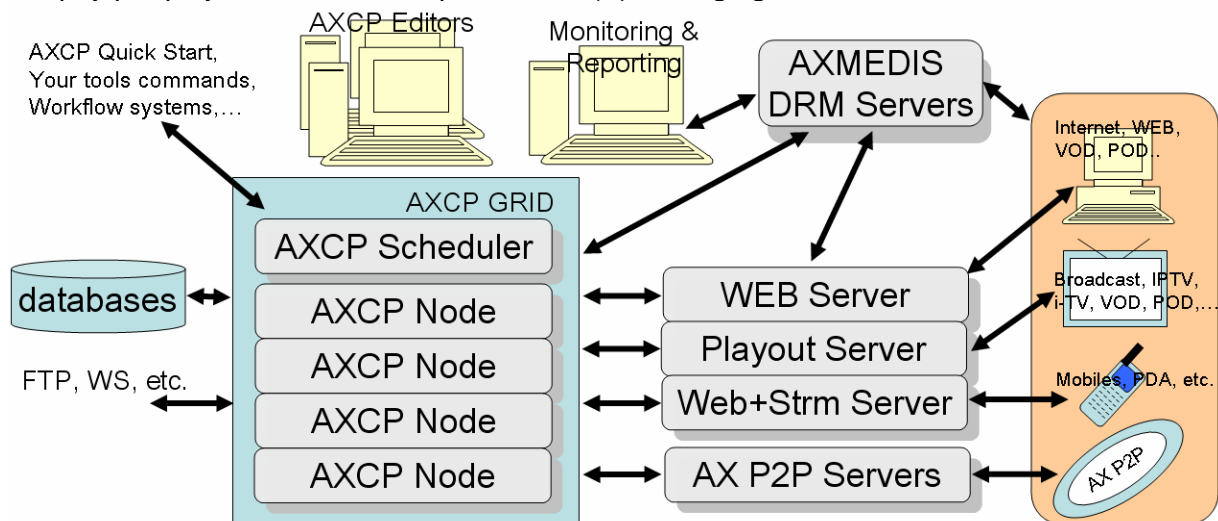 AXCP Editors
Monitoring &
Reporting
AXCP Quick Start,
Your tools commands,
Workflow systems,…
AXMEDIS
DRM Servers
Internet, WEB,
VOD, POD..
AXCP GRID
AXCP Scheduler
databases
AXCP Node
WEB Server
Broadcast, IPTV,
i-TV, VOD, POD,…
AXCP Node
Playout Server
FTP, WS, etc.
AXCP Node
Web+Strm Server
Mobiles, PDA, etc.
AXCP Node
AX P2P Servers
AX P2P